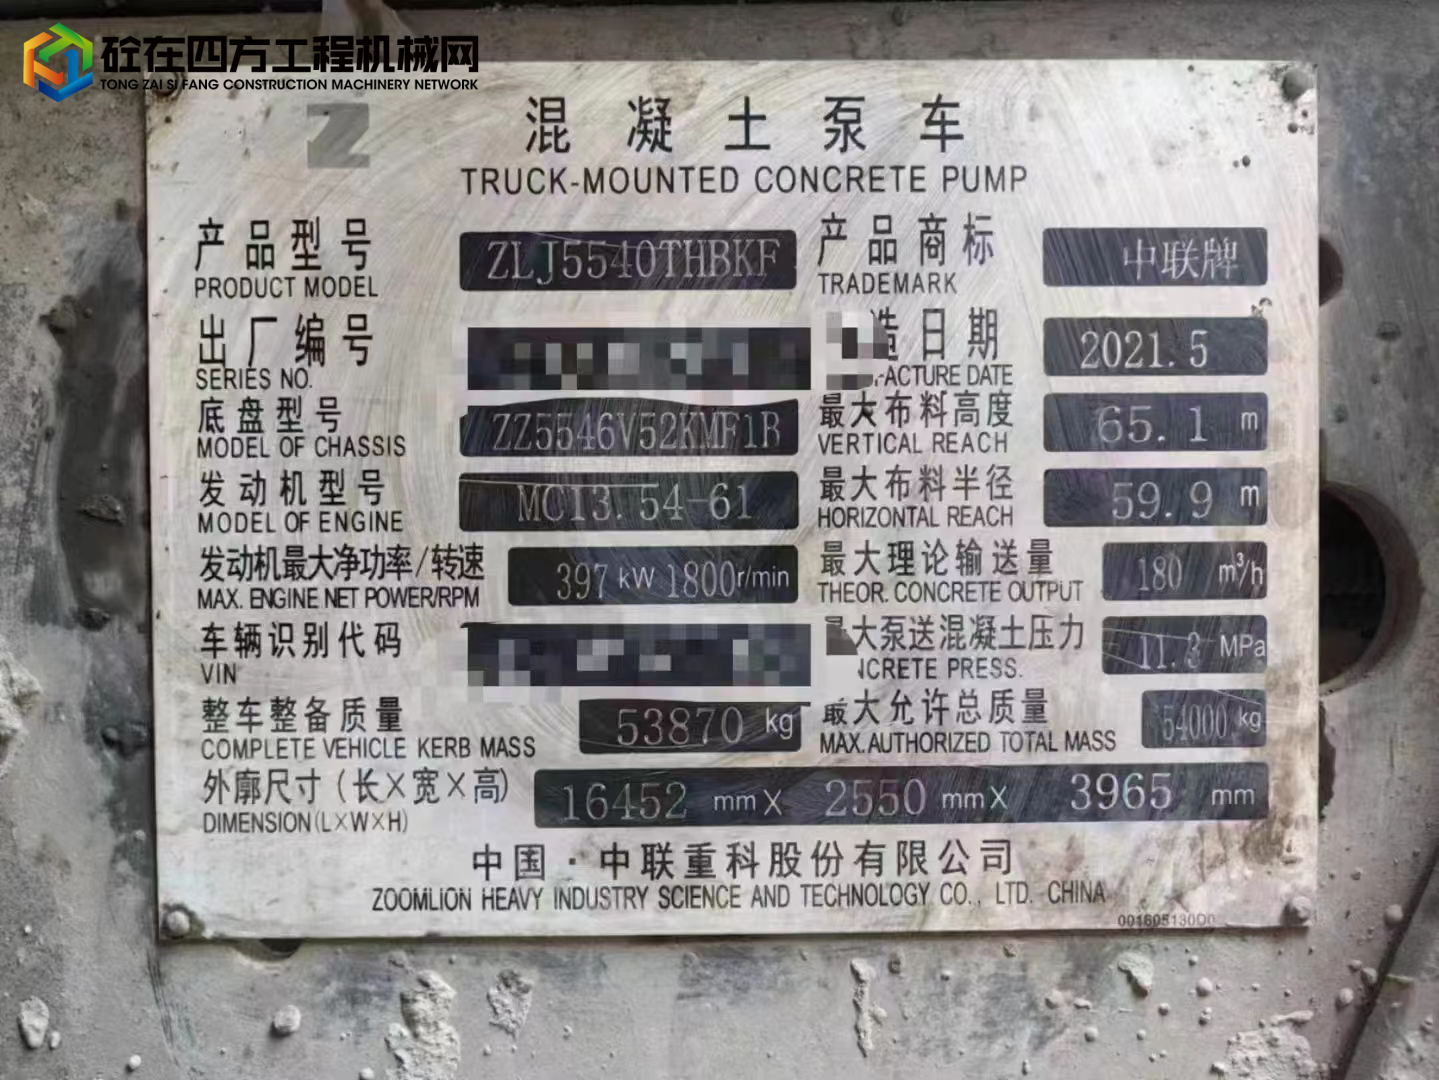 砼在四方工程机械网
TONG ZAI SI FANG CONSTRUCTION MACHINERY NETWORK
混凝土泵车
TRUCK-MOUNTED CONCRETE PUMP
产品型号 ZLJ5540THBKF 产品商标 中联牌
PRODUCT MODEL TRADEMARK
出厂编号 造日期 2021.5
SERIES NO. FACTURE DATE
底盘型号 ZZ5546V52KMF1B 最大布料高度 65.1 m
MODEL OF CHASSIS VERTICAL REACH
发动机型号 MC13.54-61 最大布料半径 59.9 m
MODEL OF ENGINE HORIZONTAL REACH
发动机最大净功率/转速 397 kW 1800 r/min 最大理论输送量 180 m³/h
MAX. ENGINE NET POWER/RPM THEOR. CONCRETE OUTPUT
车辆识别代码 大泵送混凝土压力 11.3 MPa
VIN NCRETE PRESS.
整车整备质量 53870 kg 最大允许总质量 54000 kg
COMPLETE VEHICLE KERB MASS MAX.AUTHORIZED TOTAL MASS
外廓尺寸(长×宽×高) 16452 mm X 2550 mm X 3965 mm
DIMENSION(L×W×H)
中国·中联重科股份有限公司
ZOOMLION HEAVY INDUSTRY SCIENCE AND TECHNOLOGY CO., LTD. CHINA